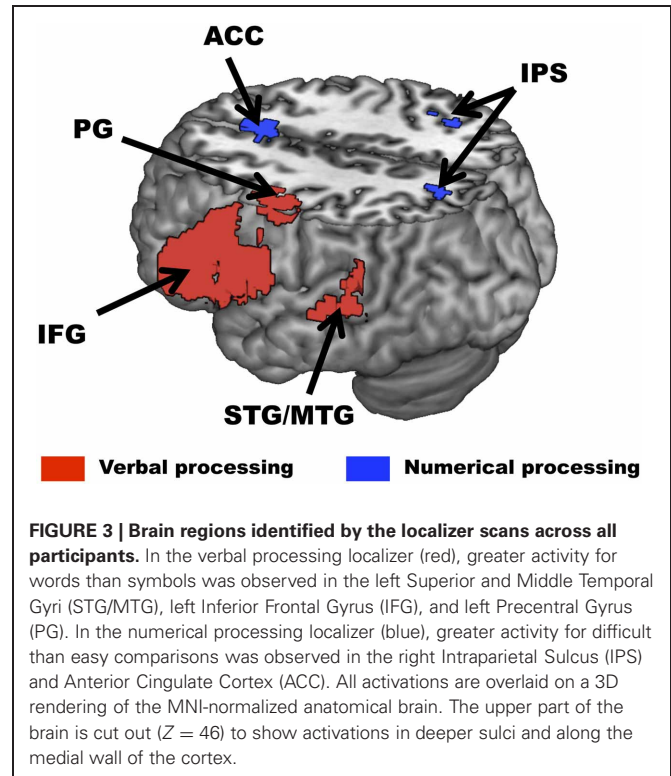 ACC
IPS
PG
IFG
STG/MTG
Verbal processing
Numerical processing
FIGURE 3 | Brain regions identified by the localizer scans across all
participants. In the verbal processing localizer (red), greater activity for
words than symbols was observed in the left Superior and Middle Temporal
Gyri (STG/MTG), left Inferior Frontal Gyrus (IFG), and left Precentral Gyrus
(PG). In the numerical processing localizer (blue), greater activity for difficult
than easy comparisons was observed in the right Intraparietal Sulcus (IPS)
and Anterior Cingulate Cortex (ACC). All activations are overlaid on a 3D
rendering of the MNI-normalized anatomical brain. The upper part of the
brain is cut out (Z = 46) to show activations in deeper sulci and along the
medial wall of the cortex.